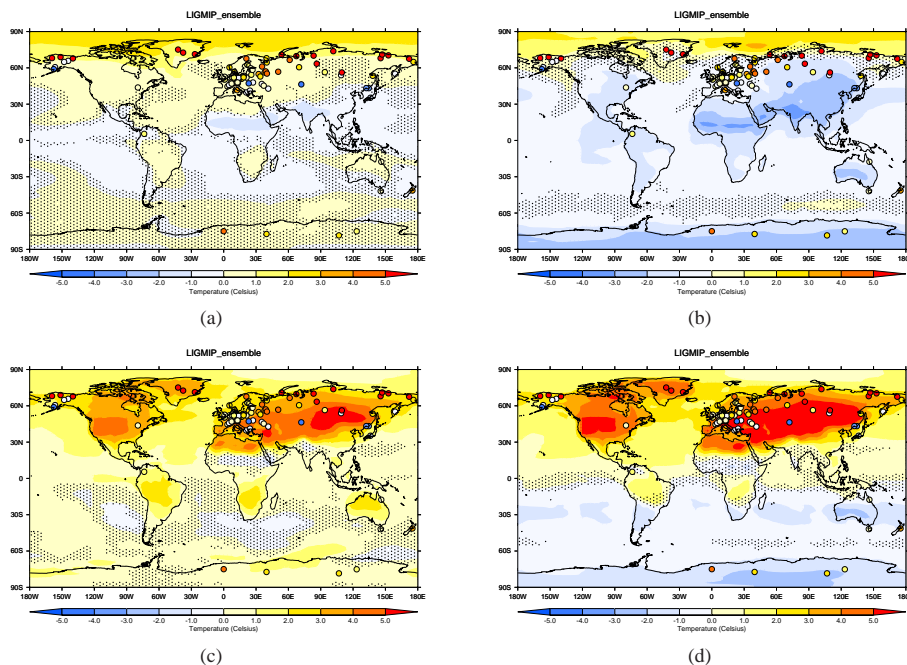 LIGMIP_ensemble
90N
60N
30N
0
30S
60S
90S
180W 150W 120W 90W 60W 30W 0 30E 60E 90E 120E 150E 180E
-5.0 -4.0 -3.0 -2.0 -1.0 0.0 1.0 2.0 3.0 4.0 5.0
Temperature (Celsius)
(a)
LIGMIP_ensemble
90N
60N
30N
0
30S
60S
90S
180W 150W 120W 90W 60W 30W 0 30E 60E 90E 120E 150E 180
-5.0 -4.0 -3.0 -2.0 -1.0 0.0 1.0 2.0 3.0 4.0 5.0
Temperature (Celsius)
(b)
LIGMIP_ensemble
90N
60N
30N
0
30S
60S
90S
180W 150W 120W 90W 60W 30W 0 30E 60E 90E 120E 150E 180E
-5.0 -4.0 -3.0 -2.0 -1.0 0.0 1.0 2.0 3.0 4.0 5.0
Temperature (Celsius)
(c)
LIGMIP_ensemble
90N
60N
30N
0
30S
60S
90S
180W 150W 120W 90W 60W 30W 0 30E 60E 90E 120E 150E 180
-5.0 -4.0 -3.0 -2.0 -1.0 0.0 1.0 2.0 3.0 4.0 5.0
Temperature (Celsius)
(d)